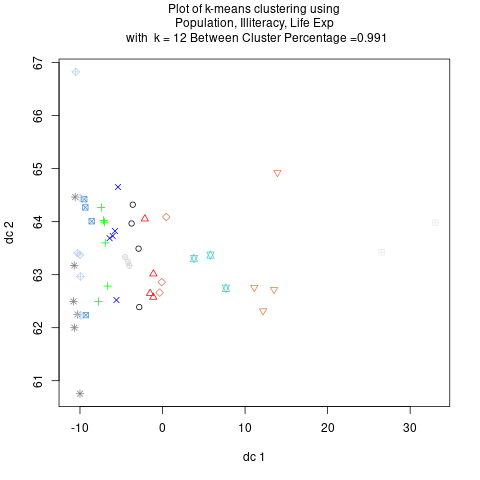 Plot of k-means clustering using
Population, Illiteracy, Life Exp
with k = 12 Between Cluster Percentage =0.991
67
66
65
64
63
62
61
dc 2
-10 0 10 20 30
dc 1